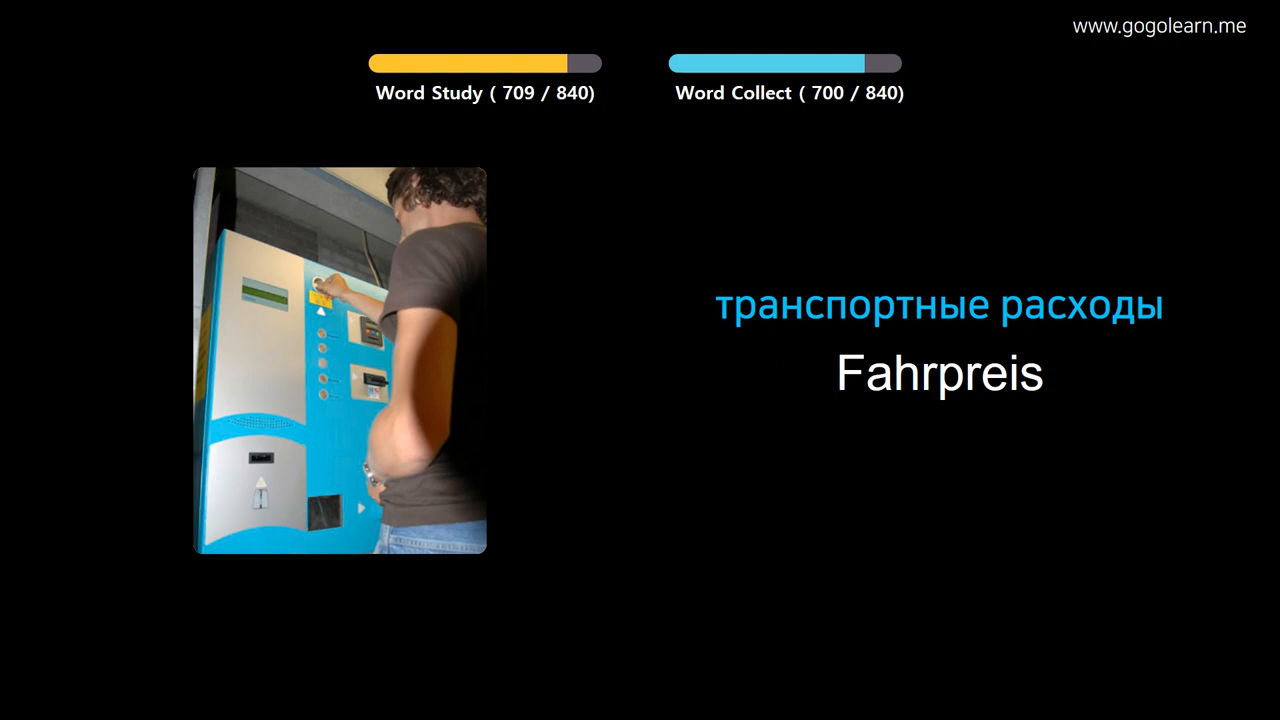 www.gogolearn.me
Word Study ( 709 / 840)
Word Collect ( 700 / 840)
транспортные расходы
Fahrpreis